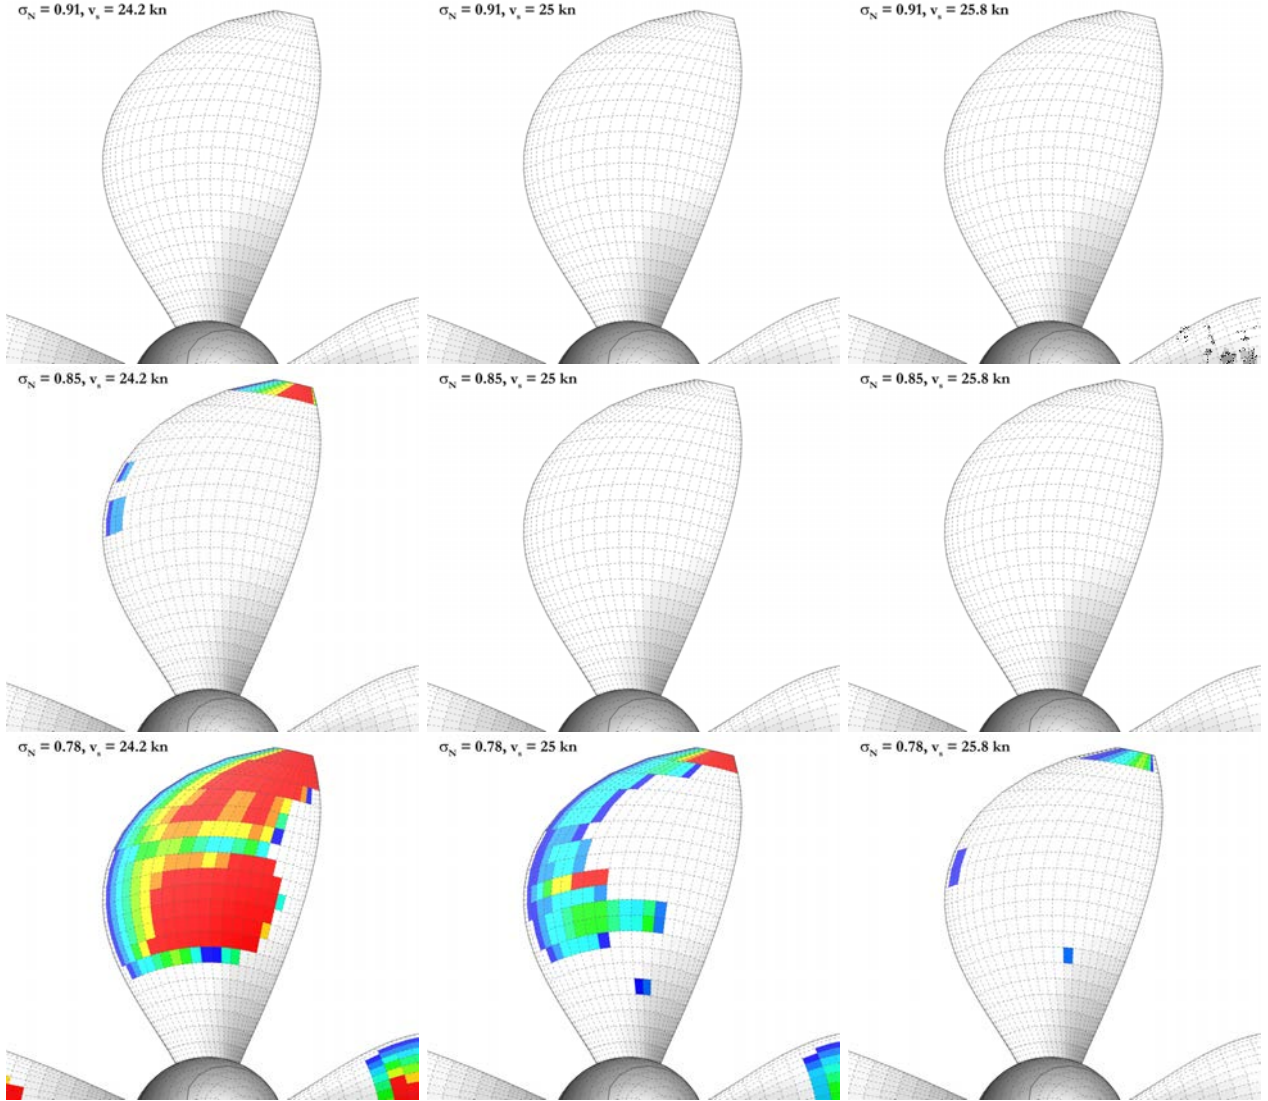 σN = 0.91, vs = 24.2 kn
σN = 0.91, vs = 25 kn
σN = 0.91, vs = 25.8 kn
σN = 0.85, vs = 24.2 kn
σN = 0.85, vs = 25 kn
σN = 0.85, vs = 25.8 kn
σN = 0.78, vs = 24.2 kn
σN = 0.78, vs = 25 kn
σN = 0.78, vs = 25.8 kn